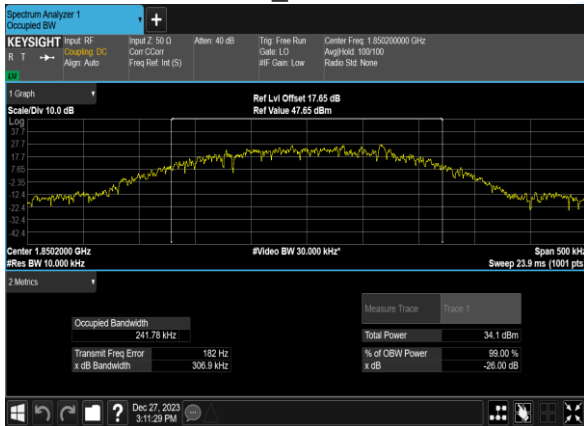 Spectrum Analyzer 1
Occupied BW
KEYSIGHT Input: RF Input Z: 50 Ω Atten: 40 dB Trig: Free Run Center Freq: 1.850200000 GHz
R T Coupling: DC Corr CCorr Gate: LO Avg|Hold: 100/100
Align: Auto Freq Ref: Int (S) #IF Gain: Low Radio Std: None
1 Graph
Ref Lvl Offset 17.65 dB
Scale/Div 10.0 dB Ref Value 47.65 dBm
Log
37.7
27.7
17.7
7.65
-2.35
-12.4
-22.4
-32.4
-42.4
Center 1.8502000 GHz #Video BW 30.000 kHz* Span 500 kHz
#Res BW 10.000 kHz Sweep 23.9 ms (1001 pts
2 Metrics
Measure Trace Trace 1
Occupied Bandwidth
241.78 kHz Total Power 34.1 dBm
Transmit Freq Error 182 Hz % of OBW Power 99.00 %
x dB Bandwidth 306.9 kHz x dB -26.00 dB
Dec 27, 2023
3:11:29 PM